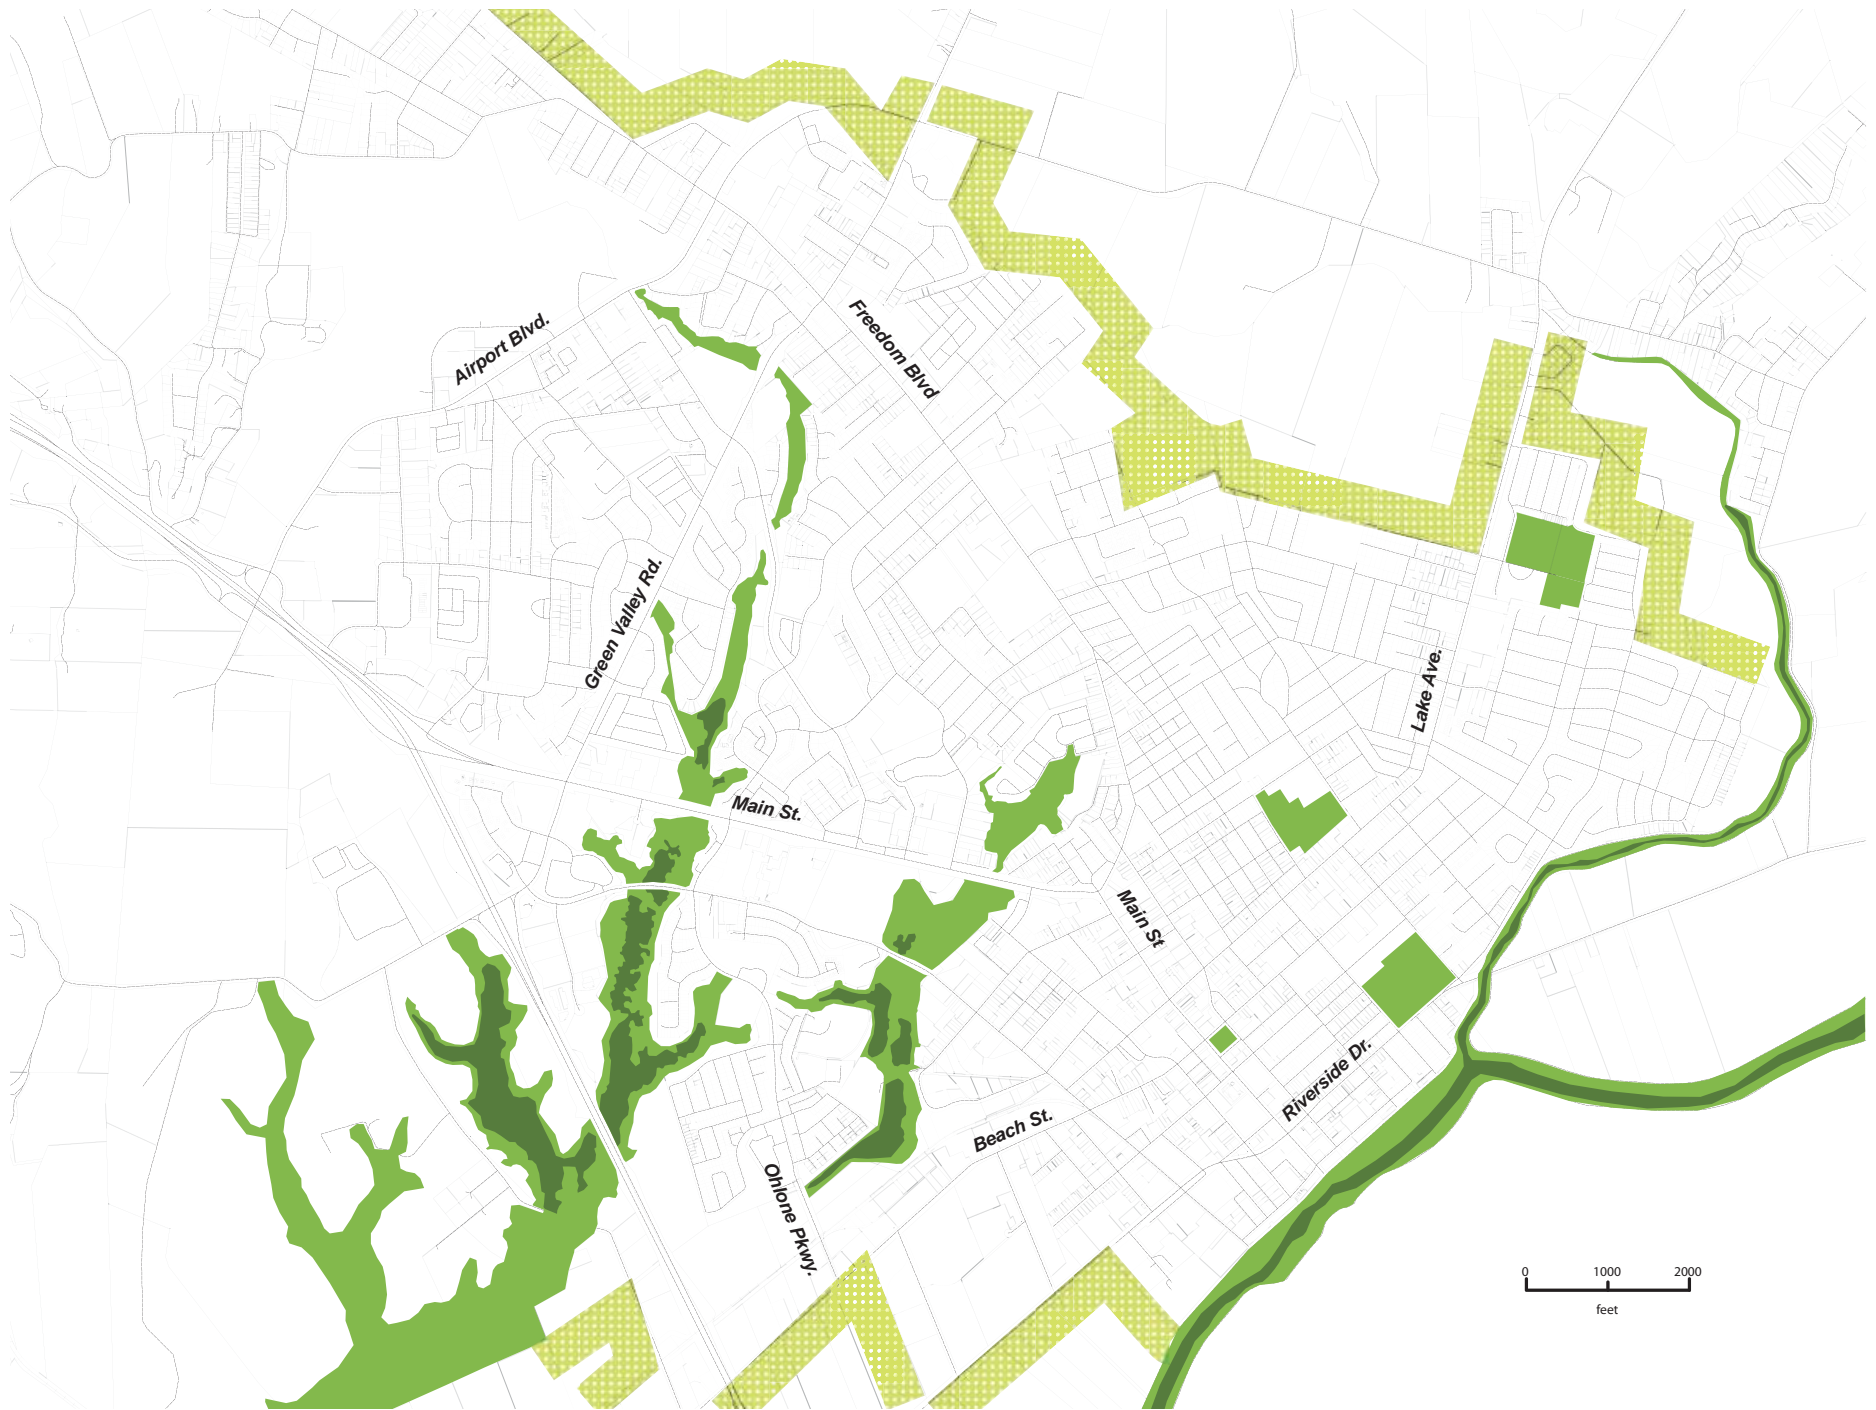 Airport Blvd.
Freedom Blvd
Green Valley Rd.
Lake Ave.
Main St.
Main St
Riverside Dr.
Beach St.
Ohlone Pkwy.
0 1000 2000
feet